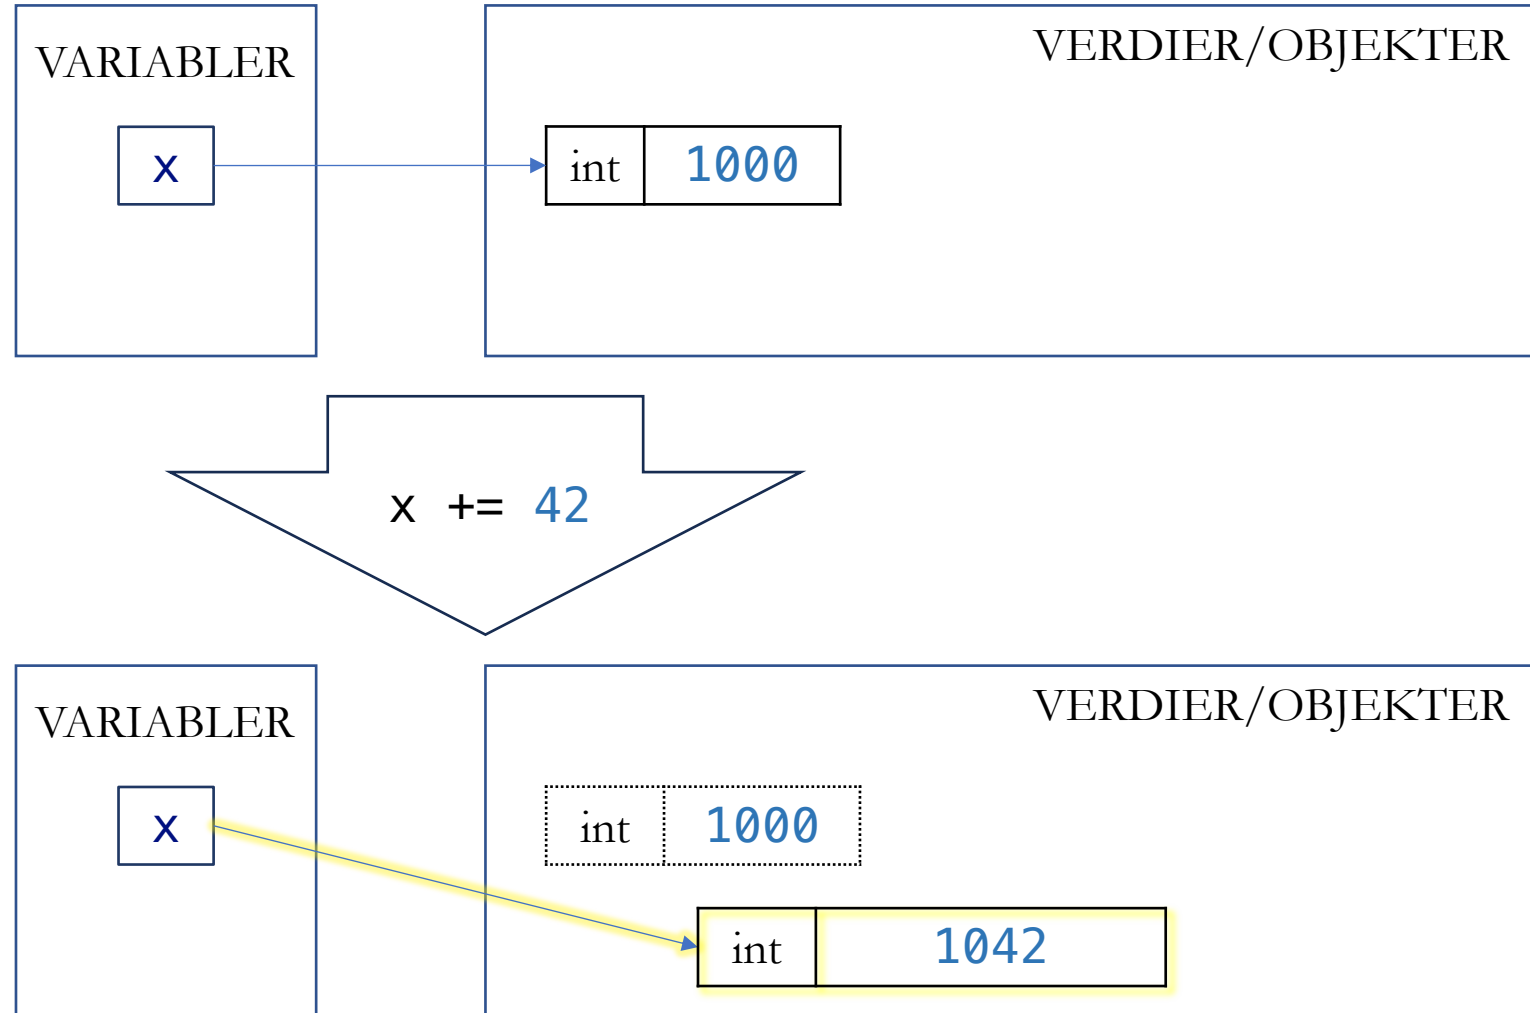 VARIABLER
VERDIER/OBJEKTER
x
int 1000
x += 42
VARIABLER
VERDIER/OBJEKTER
x
int 1000
int 1042